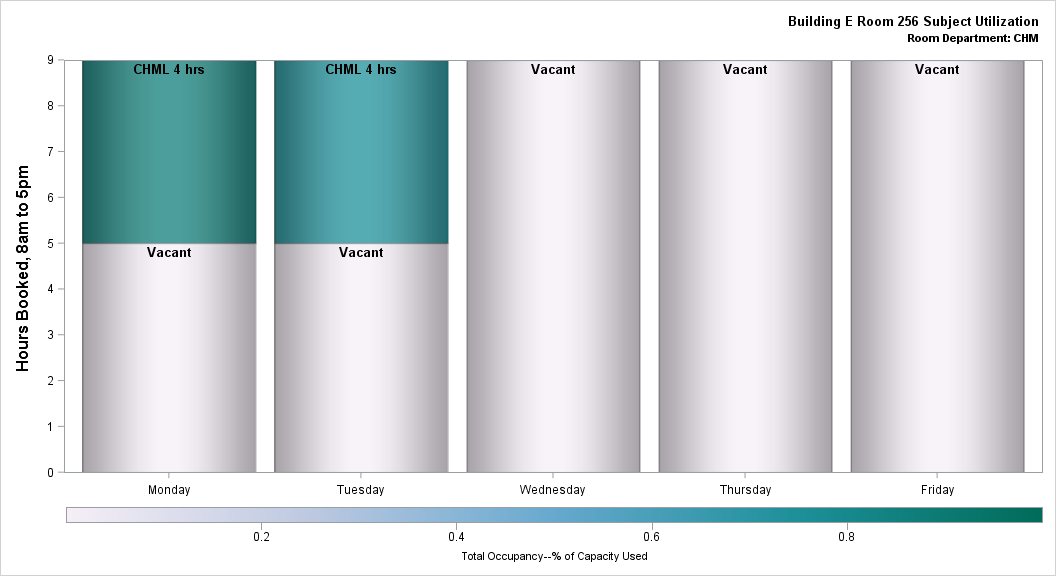 Building E Room 256 Subject Utilization
Room Department: CHM
Hours Booked, 8am to 5pm
9
8
7
6
5
4
3
2
1
0
CHML 4 hrs
CHML 4 hrs
Vacant
Vacant
Vacant
Vacant
Vacant
Monday
Tuesday
Wednesday
Thursday
Friday
0.2
0.4
0.6
0.8
Total Occupancy--% of Capacity Used